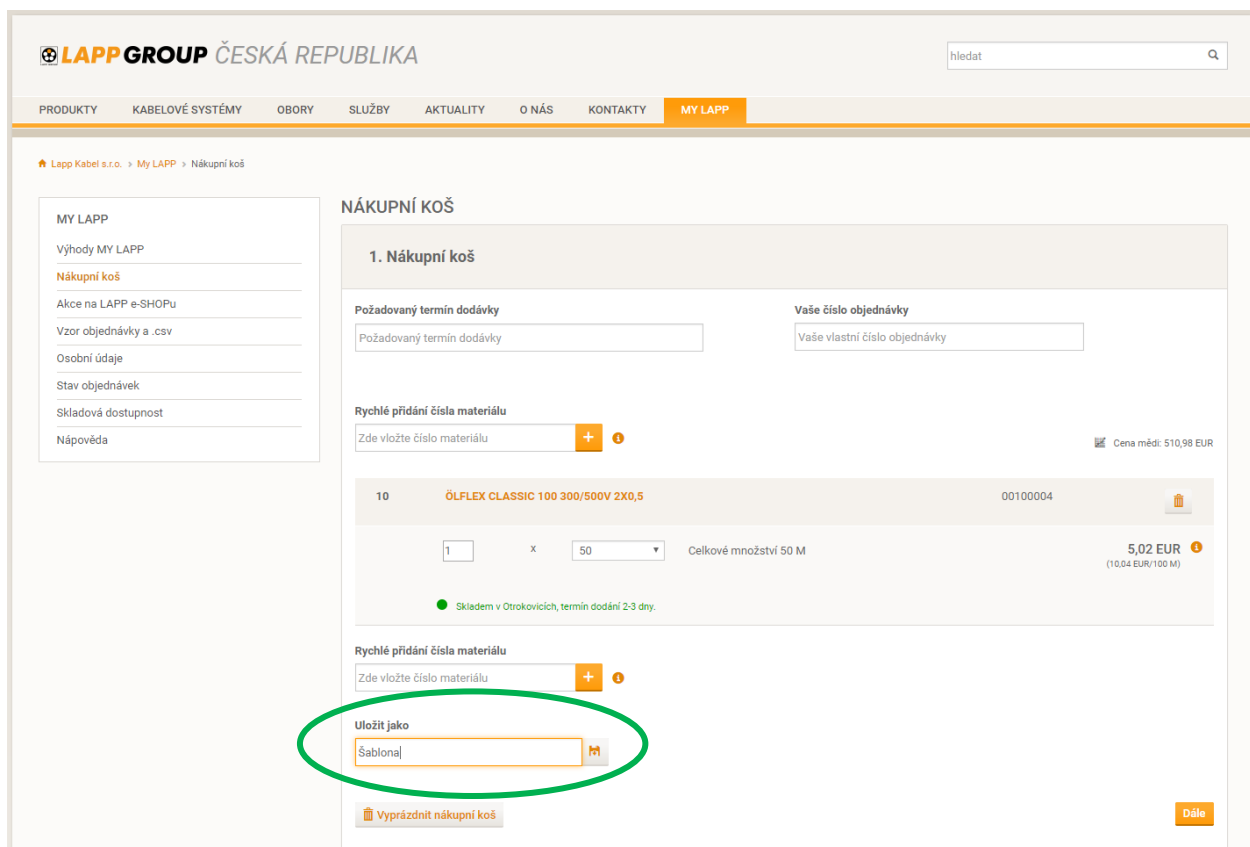 LAPP GROUP ČESKÁ REPUBLIKA
hledat
PRODUKTY KABELOVÉ SYSTÉMY OBORY SLUŽBY AKTUALITY O NÁS KONTAKTY MY LAPP
Lapp Kabel s.r.o. » My LAPP » Nákupní koš
MY LAPP
Výhody MY LAPP
Nákupní koš
Akce na LAPP e-SHOPu
Vzor objednávky a .csv
Osobní údaje
Stav objednávek
Skladová dostupnost
Nápověda
NÁKUPNÍ KOŠ
1. Nákupní koš
Požadovaný termín dodávky Vaše číslo objednávky
Požadovaný termín dodávky Vaše vlastní číslo objednávky
Rychlé přidání čísla materiálu
Zde vložte číslo materiálu +
Cena mědi: 510,98 EUR
10 ÖLFLEX CLASSIC 100 300/500V 2X0,5 00100004
1 x 50 Celkové množství 50 M 5,02 EUR
(10,04 EUR/100 M)
Skladem v Otrokovicích, termín dodání 2-3 dny.
Rychlé přidání čísla materiálu
Zde vložte číslo materiálu +
Uložit jako
Šablona
Vyprázdnit nákupní koš Dále